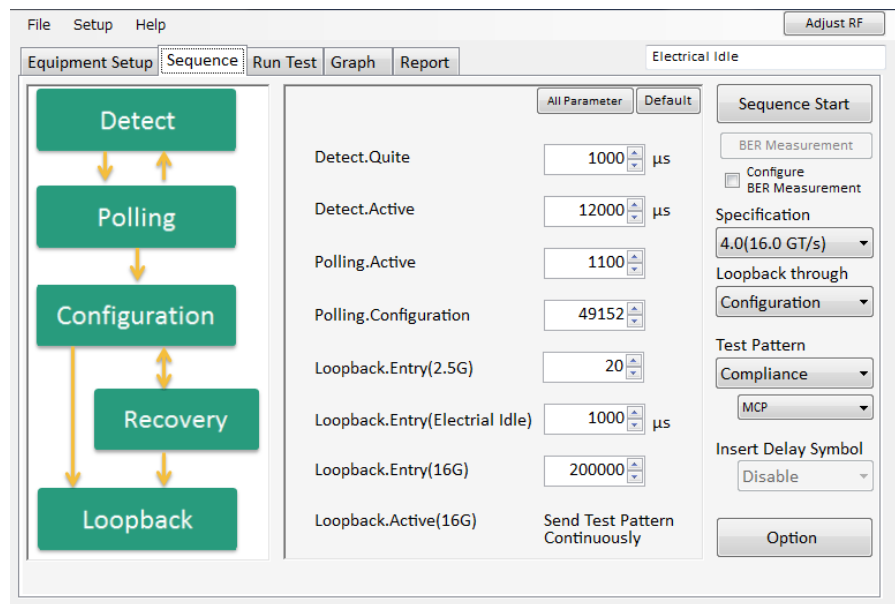 File Setup Help
Adjust RF
Equipment Setup Sequence Run Test Graph Report
Electrical Idle
Detect
Polling
Configuration
Recovery
Loopback
All Parameter Default
Detect.Quite 1000 µs
Detect.Active 12000 µs
Polling.Active 1100
Polling.Configuration 49152
Loopback.Entry(2.5G) 20
Loopback.Entry(Electrial Idle) 1000 µs
Loopback.Entry(16G) 200000
Loopback.Active(16G) Send Test Pattern
Continuously
Sequence Start
BER Measurement
Configure
BER Measurement
Specification
4.0(16.0 GT/s)
Loopback through
Configuration
Test Pattern
Compliance
MCP
Insert Delay Symbol
Disable
Option